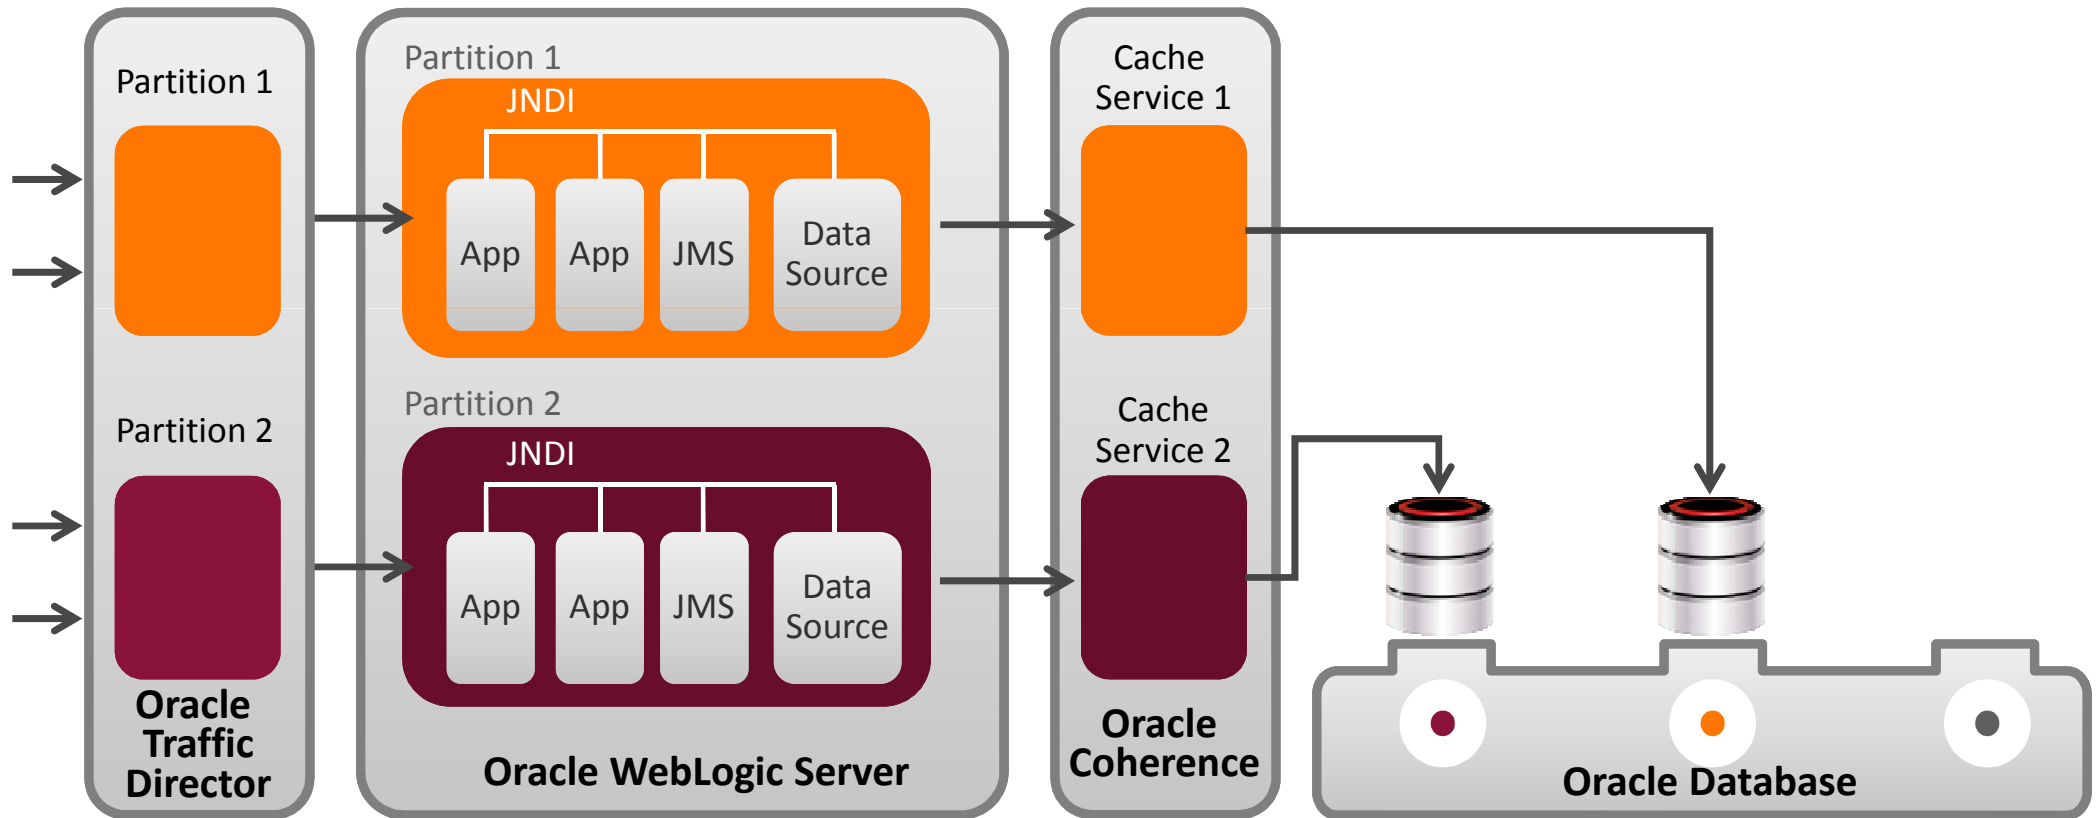 Partition 1
Partition 2
Oracle
Traffic
Director
Partition 1
JNDI
App
App
JMS
Data
Source
Partition 2
JNDI
App
App
JMS
Data
Source
Oracle WebLogic Server
Cache
Service 1
Cache
Service 2
Oracle
Coherence
Oracle Database